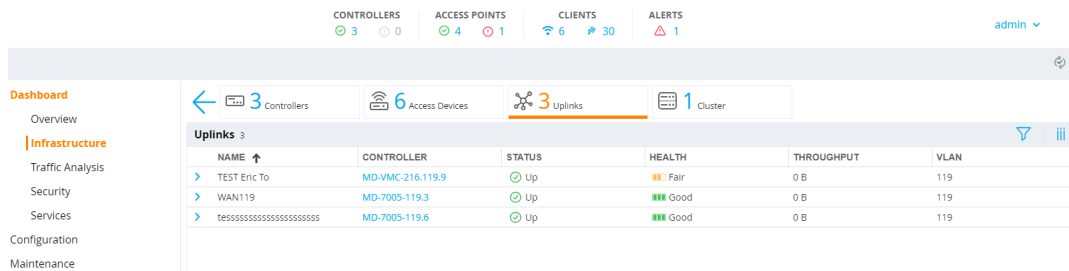 CONTROLLERS ACCESS POINTS CLIENTS ALERTS
3 0 4 1 6 30 1
admin
Dashboard
Overview
Infrastructure
Traffic Analysis
Security
Services
Configuration
Maintenance
3 Controllers 6 Access Devices 3 Uplinks 1 Cluster
Uplinks 3
NAME CONTROLLER STATUS HEALTH THROUGHPUT VLAN
TEST Eric To MD-VMC-216.119.9 Up Fair 0 B 119
WAN119 MD-7005-119.3 Up Good 0 B 119
tesssssssssssssssssssssss MD-7005-119.6 Up Good 0 B 119